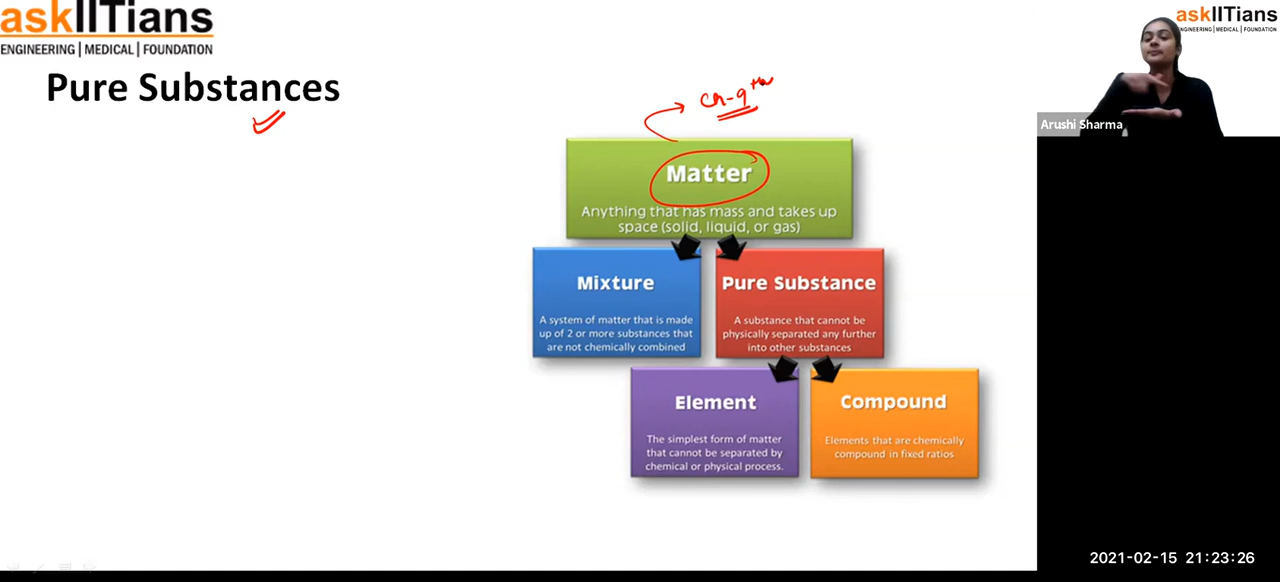 askIITians
ENGINEERING | MEDICAL | FOUNDATION
askIITians
ENGINEERING | MEDICAL | FOUNDATION
Pure Substances
Ch-9th
Arushi Sharma
Matter
Anything that has mass and takes up
space (solid, liquid, or gas)
Mixture
A system of matter that is made
up of 2 or more substances that
are not chemically combined
Pure Substance
A substance that cannot be
physically separated any further
into other substances
Element
The simplest form of matter
that cannot be separated by
chemical or physical process.
Compound
Elements that are chemically
compound in fixed ratios
2021-02-15 21:23:26